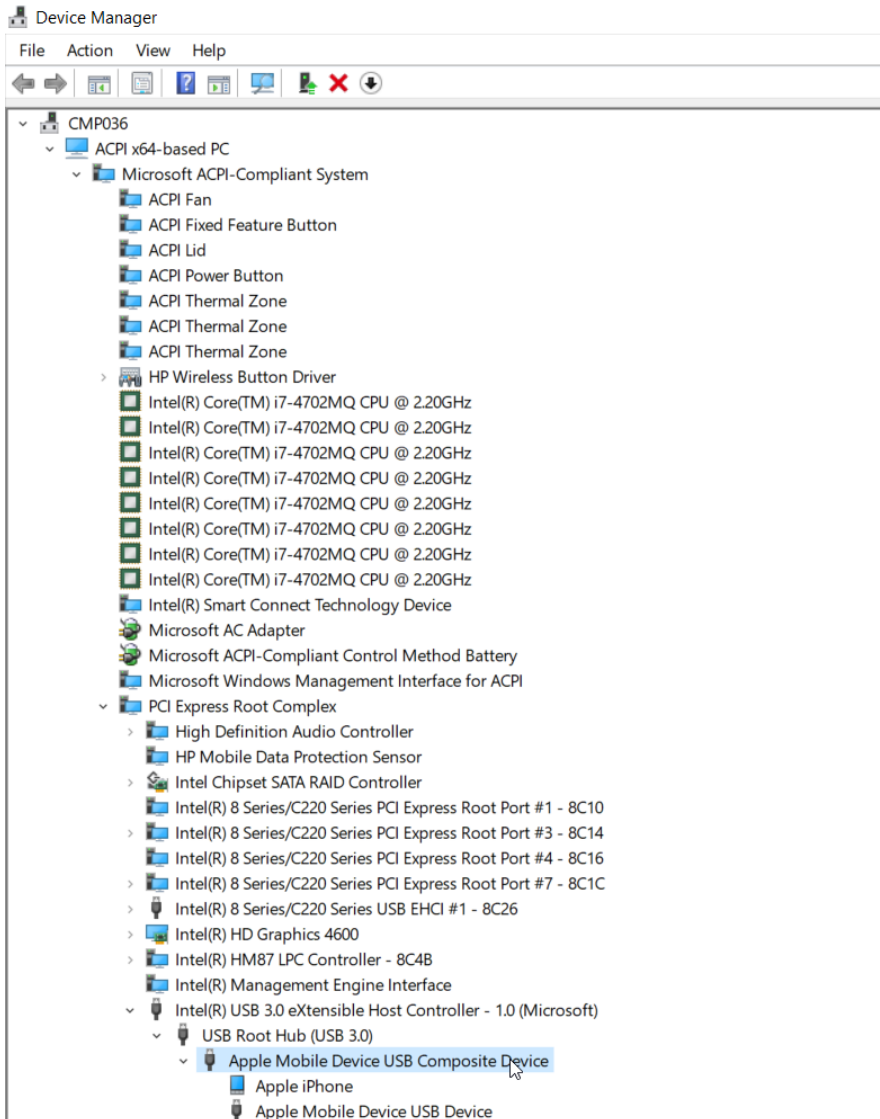 Device Manager
File Action View Help
CMP036
ACPI x64-based PC
Microsoft ACPI-Compliant System
ACPI Fan
ACPI Fixed Feature Button
ACPI Lid
ACPI Power Button
ACPI Thermal Zone
ACPI Thermal Zone
ACPI Thermal Zone
HP Wireless Button Driver
Intel(R) Core(TM) i7-4702MQ CPU @ 2.20GHz
Intel(R) Core(TM) i7-4702MQ CPU @ 2.20GHz
Intel(R) Core(TM) i7-4702MQ CPU @ 2.20GHz
Intel(R) Core(TM) i7-4702MQ CPU @ 2.20GHz
Intel(R) Core(TM) i7-4702MQ CPU @ 2.20GHz
Intel(R) Core(TM) i7-4702MQ CPU @ 2.20GHz
Intel(R) Core(TM) i7-4702MQ CPU @ 2.20GHz
Intel(R) Core(TM) i7-4702MQ CPU @ 2.20GHz
Intel(R) Smart Connect Technology Device
Microsoft AC Adapter
Microsoft ACPI-Compliant Control Method Battery
Microsoft Windows Management Interface for ACPI
PCI Express Root Complex
High Definition Audio Controller
HP Mobile Data Protection Sensor
Intel Chipset SATA RAID Controller
Intel(R) 8 Series/C220 Series PCI Express Root Port #1 - 8C10
Intel(R) 8 Series/C220 Series PCI Express Root Port #3 - 8C14
Intel(R) 8 Series/C220 Series PCI Express Root Port #4 - 8C16
Intel(R) 8 Series/C220 Series PCI Express Root Port #7 - 8C1C
Intel(R) 8 Series/C220 Series USB EHCI #1 - 8C26
Intel(R) HD Graphics 4600
Intel(R) HM87 LPC Controller - 8C4B
Intel(R) Management Engine Interface
Intel(R) USB 3.0 eXtensible Host Controller - 1.0 (Microsoft)
USB Root Hub (USB 3.0)
Apple Mobile Device USB Composite Device
Apple iPhone
Apple Mobile Device USB Device